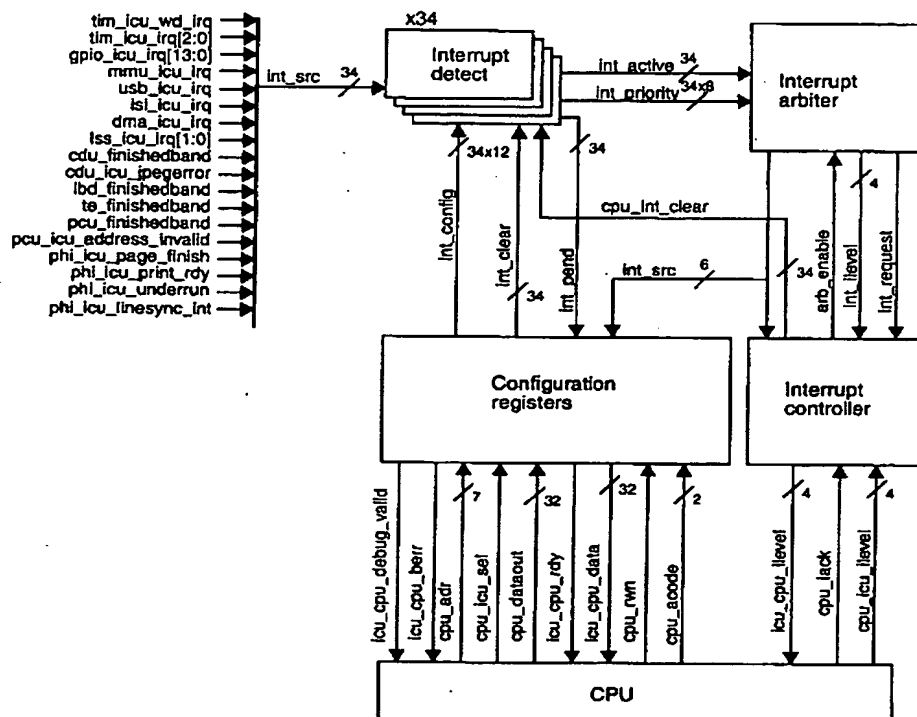 tim_icu_wd_irq
tim_icu_irq[2:0]
gpio_icu_irq[13:0]
mmu_icu_irq
usb_icu_irq
isi_icu_irq
dma_icu_irq
lss_icu_irq[1:0]
cdu_finishedband
cdu_icu_jpegerror
lbd_finishedband
te_finishedband
pcu_finishedband
pcu_icu_address_invalid
phi_icu_page_finish
phi_icu_print_rdy
phi_icu_underrun
phi_icu_linesync_int
int_src
34
x34
Interrupt
detect
int_active
34
int_priority
34x8
Interrupt
arbiter
34x12
34
int_config
int_clear
34
int_pend
cpu_int_clear
int_src
6
34
arb_enable
4
int_ilevel
int_request
Configuration
registers
Interrupt
controller
icu_cpu_debug_valid
icu_cpu_berr
7
cpu_adr
cpu_icu_sel
32
cpu_dataout
icu_cpu_rdy
32
icu_cpu_data
cpu_rwn
2
cpu_acode
4
icu_cpu_ilevel
cpu_iack
4
cpu_icu_ilevel
CPU